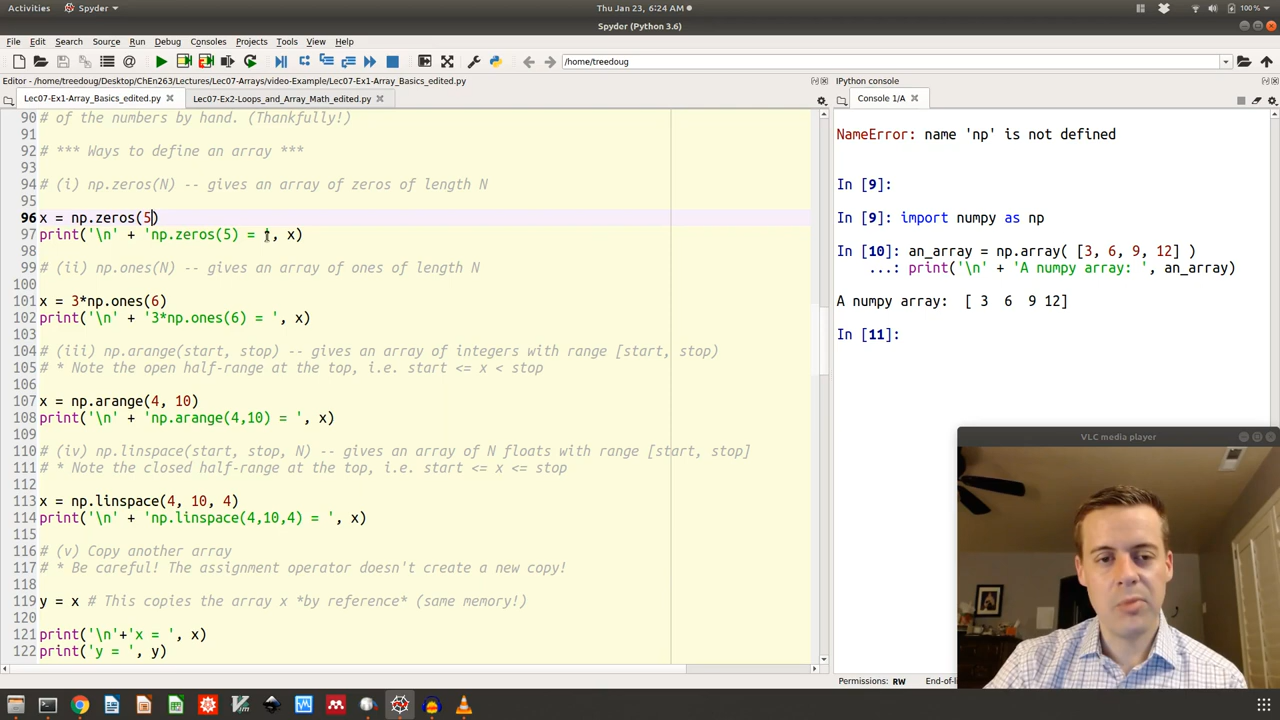 Activities Spyder Thu Jan 23, 6:24 AM 100 %
Spyder (Python 3.6)
File Edit Search Source Run Debug Consoles Projects Tools View Help
/home/treedoug
Editor - /home/treedoug/Desktop/ChEn263/Lectures/Lec07-Arrays/video-Example/Lec07-Ex1-Array_Basics_edited.py
Lec07-Ex1-Array_Basics_edited.py Lec07-Ex2-Loops_and_Array_Math_edited.py
90 # of the numbers by hand. (Thankfully!)
91
92 # *** Ways to define an array ***
93
94 # (i) np.zeros(N) -- gives an array of zeros of length N
95
96 x = np.zeros(5)
97 print('\n' + 'np.zeros(5) = ', x)
98
99 # (ii) np.ones(N) -- gives an array of ones of length N
100
101 x = 3*np.ones(6)
102 print('\n' + '3*np.ones(6) = ', x)
103
104 # (iii) np.arange(start, stop) -- gives an array of integers with range [start, stop)
105 # * Note the open half-range at the top, i.e. start <= x < stop
106
107 x = np.arange(4, 10)
108 print('\n' + 'np.arange(4,10) = ', x)
109
110 # (iv) np.linspace(start, stop, N) -- gives an array of N floats with range [start, stop]
111 # * Note the closed half-range at the top, i.e. start <= x <= stop
112
113 x = np.linspace(4, 10, 4)
114 print('\n' + 'np.linspace(4,10,4) = ', x)
115
116 # (v) Copy another array
117 # * Be careful! The assignment operator doesn't create a new copy!
118
119 y = x # This copies the array x *by reference* (same memory!)
120
121 print('\n'+'x = ', x)
122 print('y = ', y)
IPython console
Console 1/A
NameError: name 'np' is not defined
In [9]:
In [9]: import numpy as np
In [10]: an_array = np.array( [3, 6, 9, 12] )
...: print('\n' + 'A numpy array: ', an_array)
A numpy array: [ 3 6 9 12]
In [11]:
VLC media player
Permissions: RW End-of-